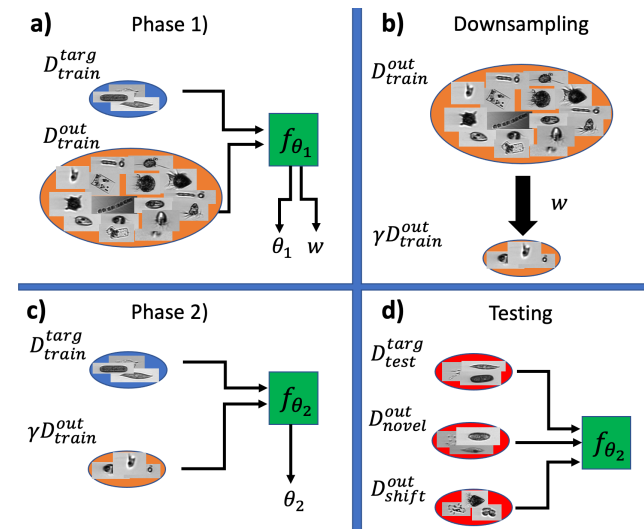 a) Phase 1)
D_{train}^{targ}
D_{train}^{out}
f_{θ_1}
θ_1 w
b) Downsampling
D_{train}^{out}
w
γD_{train}^{out}
c) Phase 2)
D_{train}^{targ}
γD_{train}^{out}
f_{θ_2}
θ_2
d) Testing
D_{test}^{targ}
D_{novel}^{out}
f_{θ_2}
D_{shift}^{out}